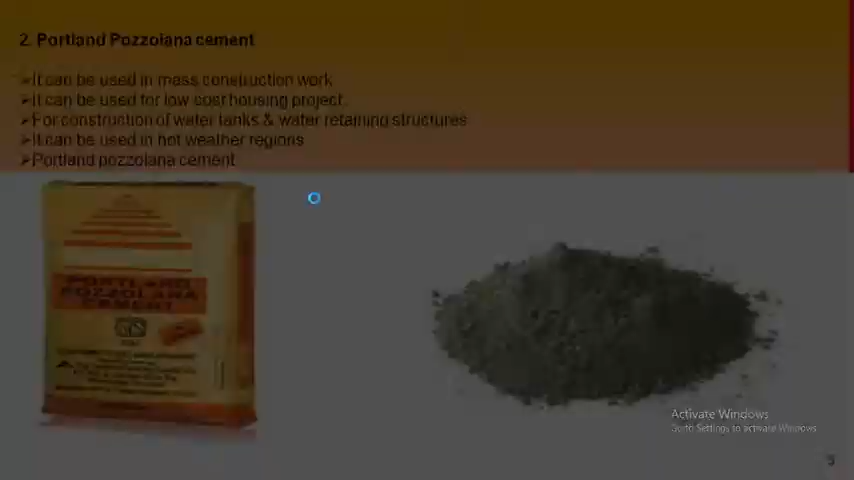 2. Portland Pozzolana cement
➢It can be used in mass construction work
➢It can be used for low cost housing project.
➢For construction of water tanks & water retaining structures
➢It can be used in hot weather regions
➢Portland pozzolana cement
PORTLAND
POZZOLANA
CEMENT
Activate Windows
Go to Settings to activate Windows.
5